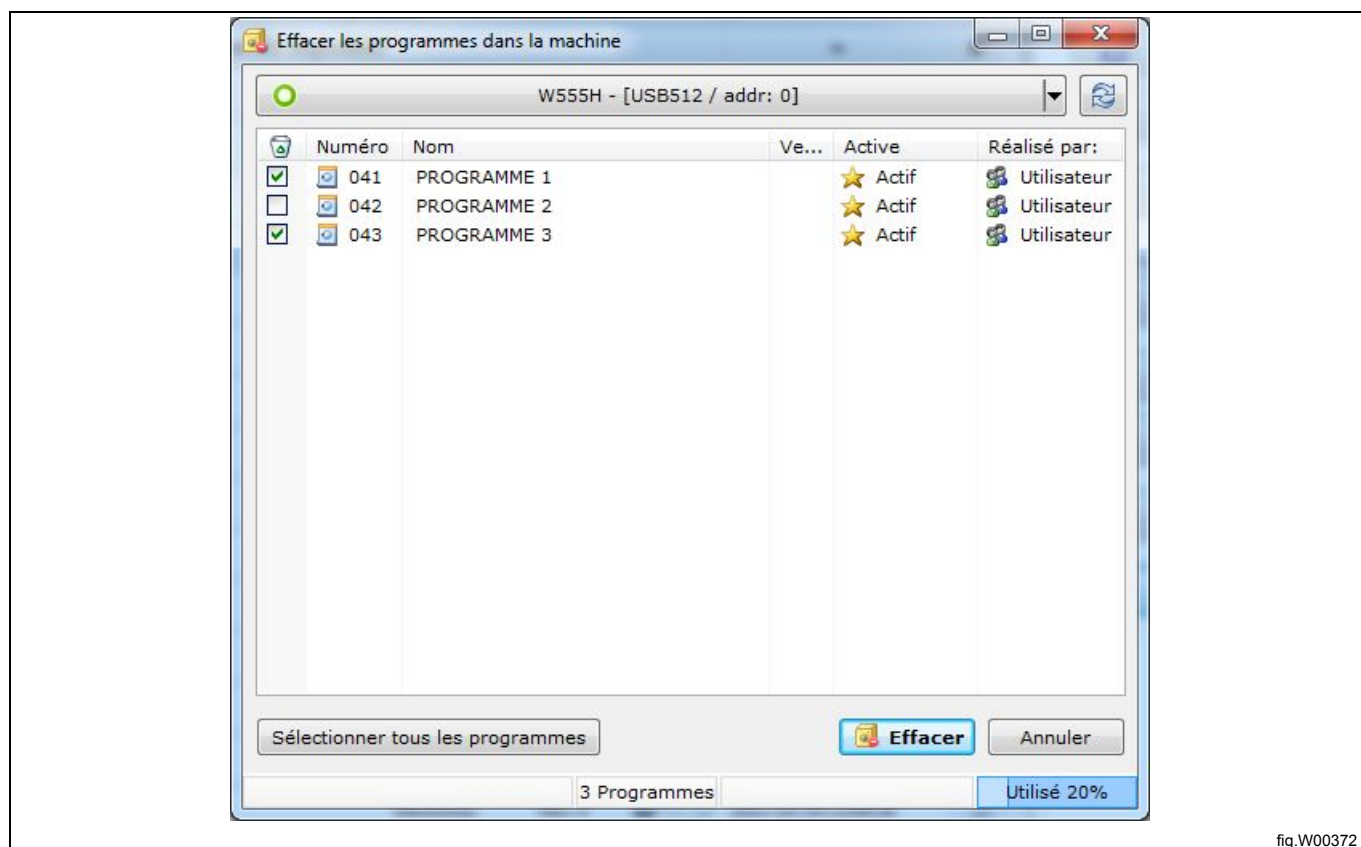 Effacer les programmes dans la machine
W555H - [USB512 / addr: 0]
Numéro Nom Ve... Active Réalisé par:
041 PROGRAMME 1 Actif Utilisateur
042 PROGRAMME 2 Actif Utilisateur
043 PROGRAMME 3 Actif Utilisateur
Sélectionner tous les programmes Effacer Annuler
3 Programmes Utilisé 20%
fig.W00372